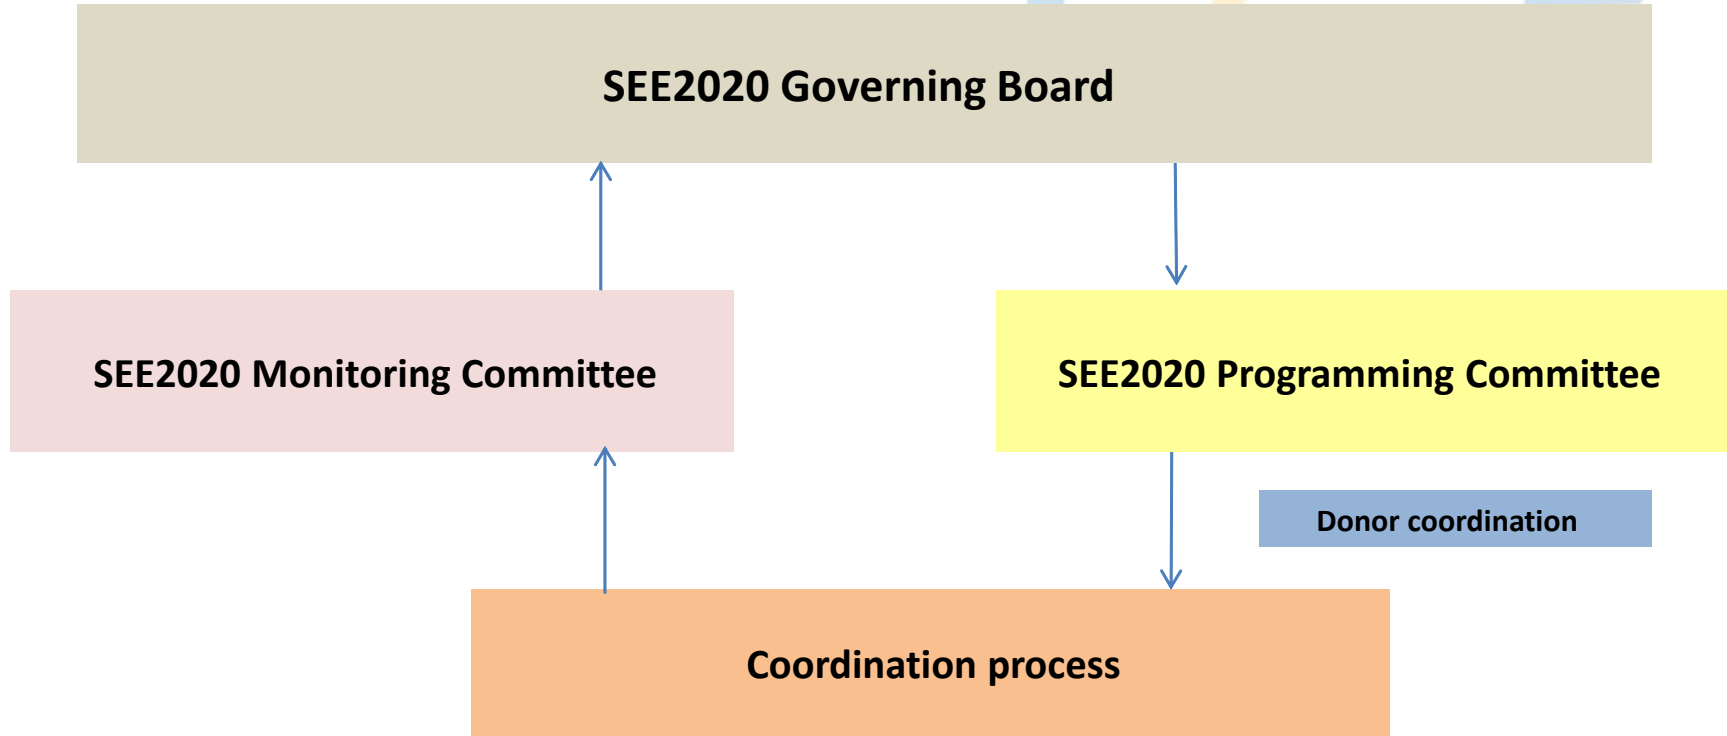 SEE2020 Governing Board
SEE2020 Monitoring Committee
SEE2020 Programming Committee
Donor coordination
Coordination process